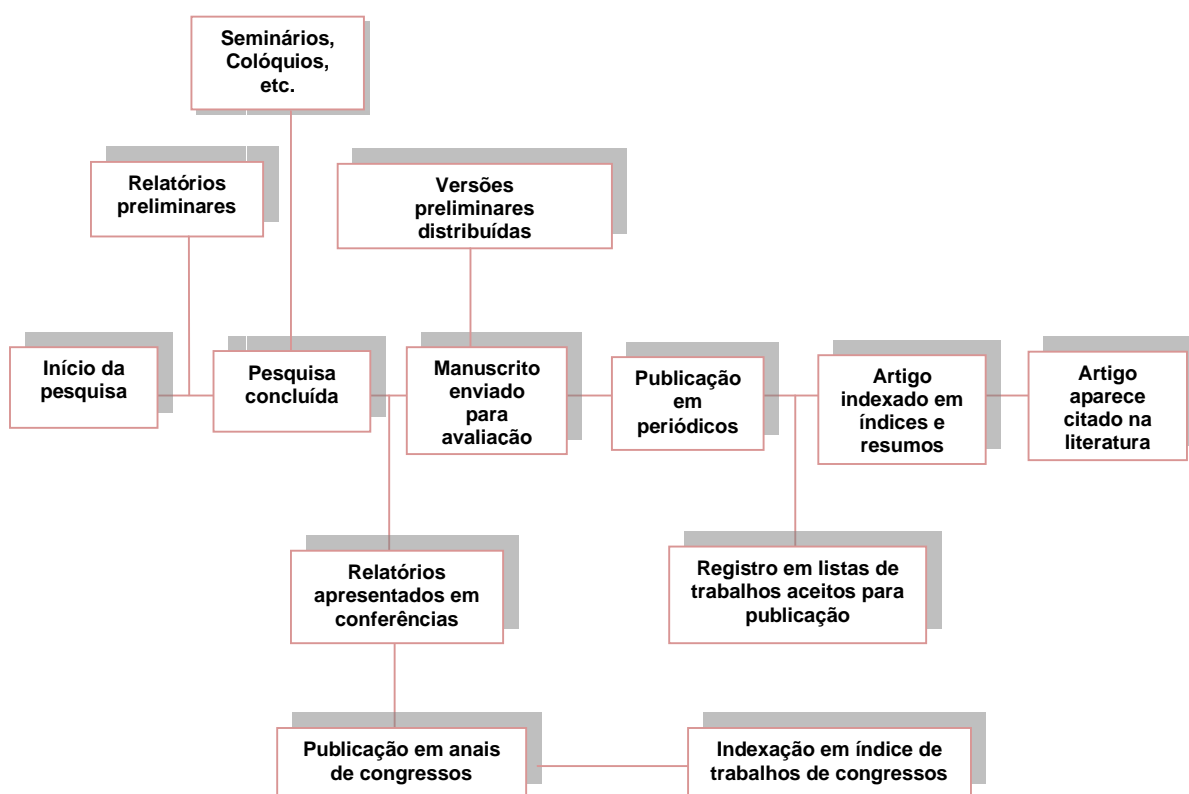 Seminários,
Colóquios,
etc.
Relatórios
preliminares
Versões
preliminares
distribuídas
Início da
pesquisa
Pesquisa
concluída
Manuscrito
enviado
para
avaliação
Publicação
em
periódicos
Artigo
indexado em
índices e
resumos
Artigo
aparece
citado na
literatura
Relatórios
apresentados em
conferências
Registro em listas de
trabalhos aceitos para
publicação
Publicação em anais
de congressos
Indexação em índice de
trabalhos de congressos